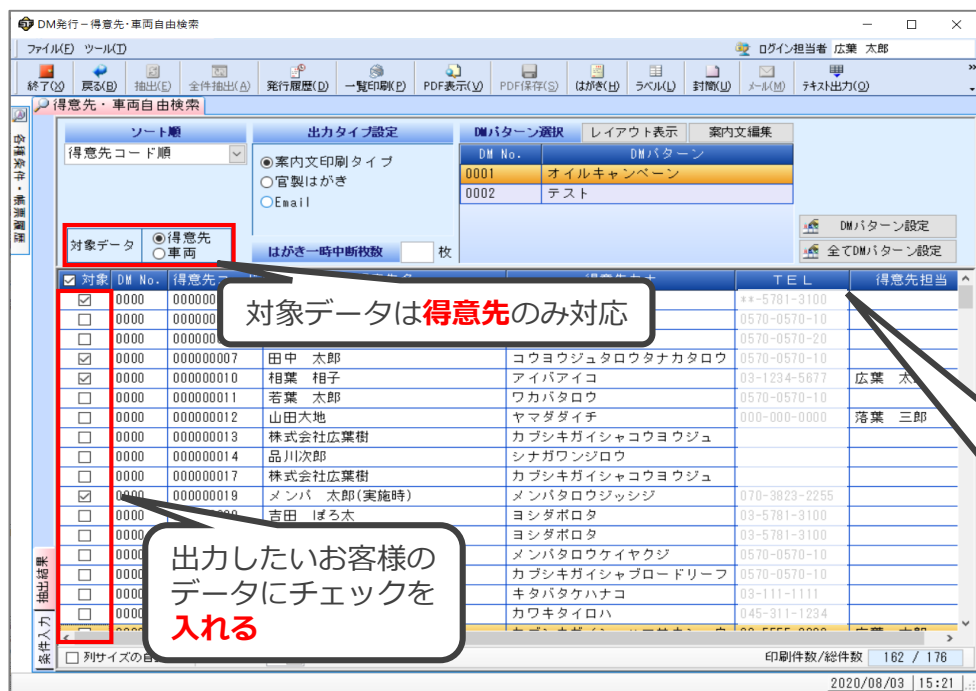 DM発行－得意先・車両自由検索
ファイル(F) ツール(T)
ログイン担当者 広葉 太郎
終了(X) 戻る(B) 抽出(E) 全件抽出(A) 発行履歴(D) 一覧印刷(P) PDF表示(V) PDF保存(S) はがき(H) ラベル(L) 封筒(U) メール(M) テキスト出力(O)
得意先・車両自由検索
各種条件・帳票履歴
ソート順
得意先コード順
出力タイプ設定
案内文印刷タイプ
官製はがき
Email
はがき一時中断枚数 枚
DMパターン選択 レイアウト表示 案内文編集
DM No. DMパターン
0001 オイルキャンペーン
0002 テスト
DMパターン設定
全てDMパターン設定
対象データ
得意先
車両
対象 DM No. 得意先コ TEL 得意先担当
0000 **-5781-3100
0000 0570-0570-10
0000 0570-0570-20
0000 000000007 田中 太郎 コウヨウジュタロウタナカタロウ 0570-0570-10
0000 000000010 相葉 相子 アイバアイコ 03-1234-5677 広葉
0000 000000011 若葉 太郎 ワカバタロウ 0570-0570-10
0000 000000012 山田大地 ヤマダダイチ 000-000-0000 落葉 三郎
0000 000000013 株式会社広葉樹 カブシキガイシャコウヨウジュ
0000 000000014 品川次郎 シナガワンジロウ
0000 000000017 株式会社広葉樹 カブシキガイシャコウヨウジュ
0000 000000019 メンバ 太郎(実施時) メンバタロウジッシジ 070-3823-2255
0000 吉田 ぼろ太 ヨシダボロタ 03-5781-3100
ヨシダボロタ 03-5781-3100
メンバタロウケイヤクジ 0570-0570-10
カブシキガイシャブロードリーフ 0570-0570-10
キタバタケハナコ 03-111-1111
カワキタイロハ 045-311-1234
対象データは得意先のみ対応
出力したいお客様の
データにチェックを
入れる
抽出結果
条件入力
列サイズの自
印刷件数/総件数 162 / 176
2020/08/03 15:21